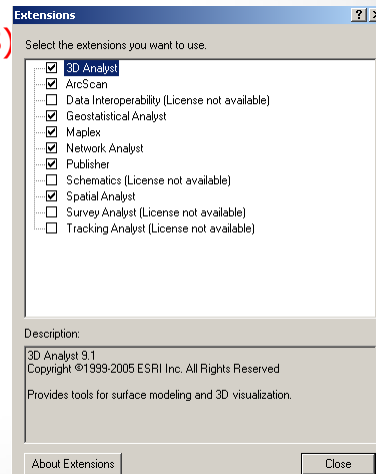 Extensions
Select the extensions you want to use.
3D Analyst
ArcScan
Data Interoperability (License not available)
Geostatistical Analyst
Maplex
Network Analyst
Publisher
Schematics (License not available)
Spatial Analyst
Survey Analyst (License not available)
Tracking Analyst (License not available)
Description:
3D Analyst 9.1
Copyright ©1999-2005 ESRI Inc. All Rights Reserved
Provides tools for surface modeling and 3D visualization.
About Extensions
Close